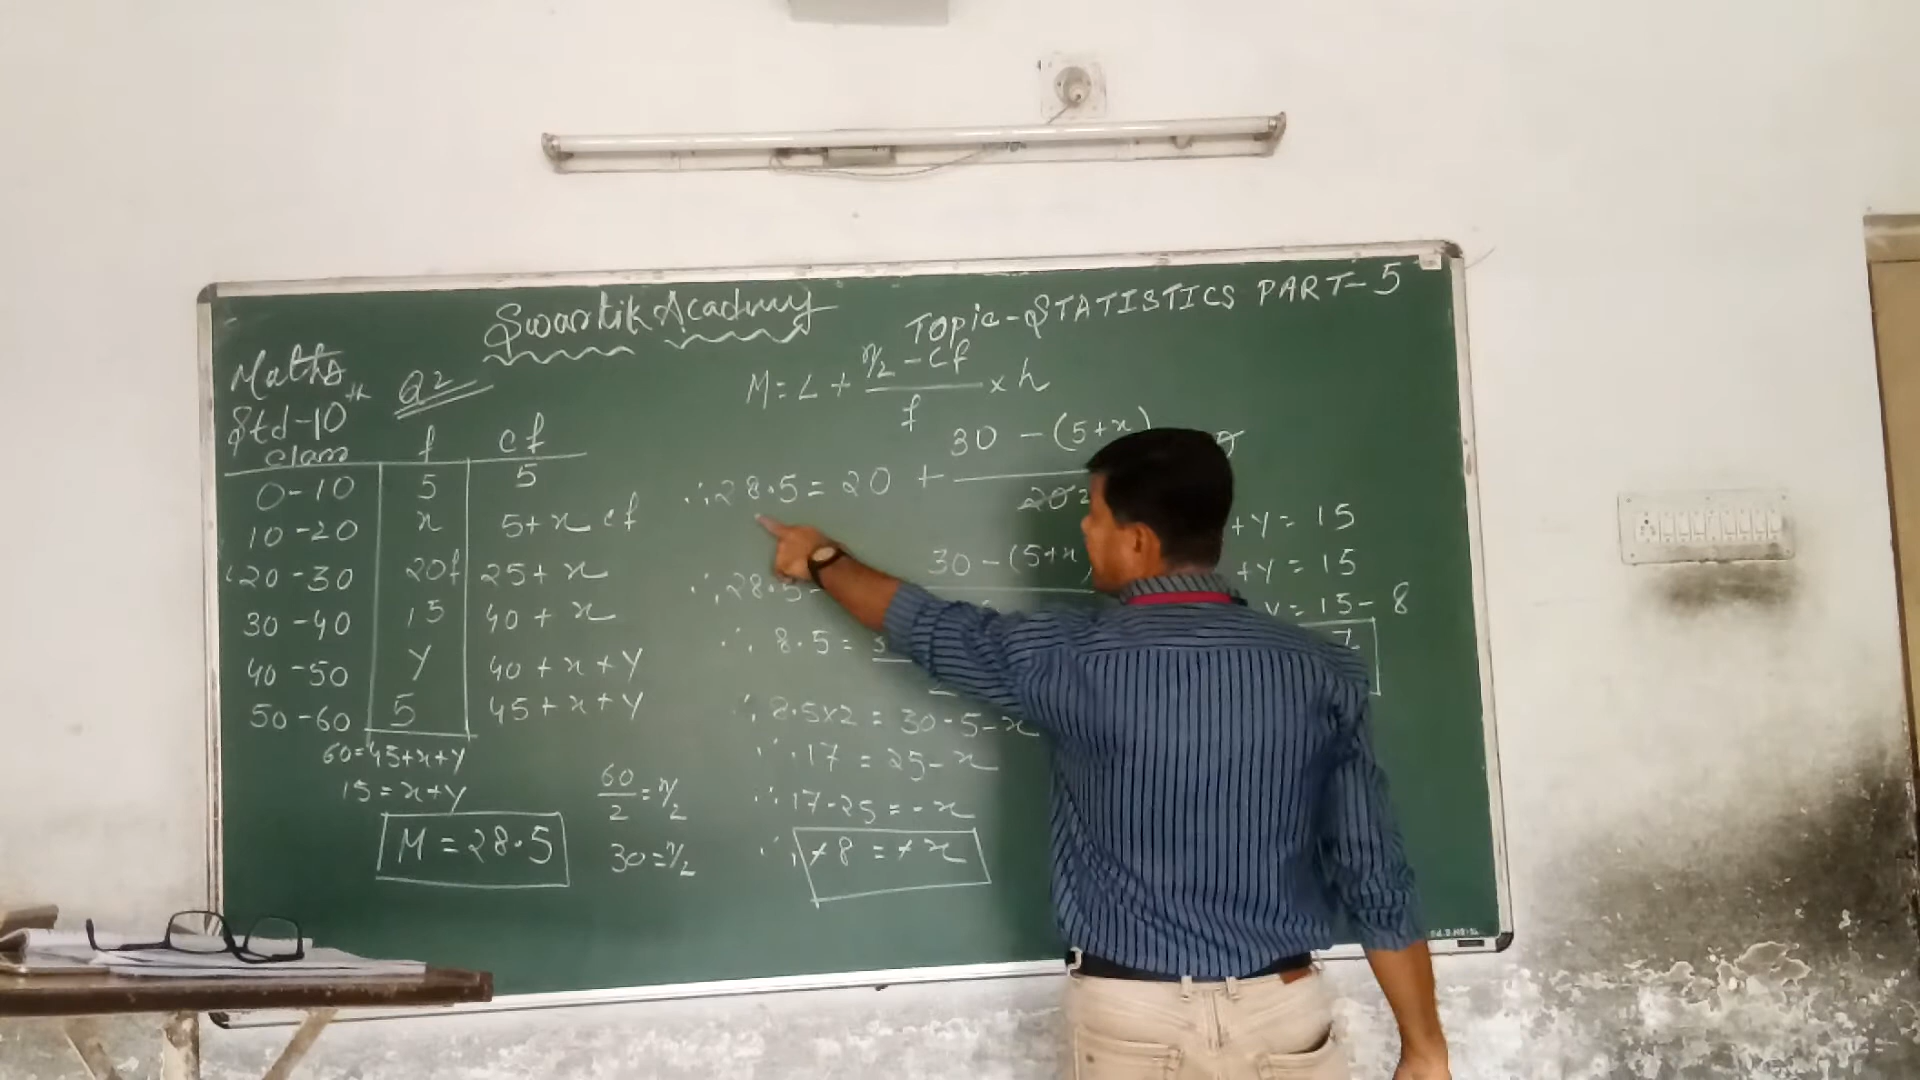 Swastik Academy
Topic-STATISTICS PART-5
Maths
Std-10th
Q2
class f cf
0-10 5 5
10-20 x 5+x cf
20-30 20f 25+x
30-40 15 40+x
40-50 y 40+x+y
50-60 5 45+x+y
60=45+x+y
15=x+y
M=28.5
60/2=n/2
30=n/2
M=L+ n/2-cf / f ×h
∴28.5=20+ 30-(5+x) / 20 2
∴28.5- 30-(5+x)
∴8.5=
∴8.5×2=30-5-x
∴17=25-x
∴17-25=-x
∴-8=-x
+y=15
+y=15
y=15-8
7